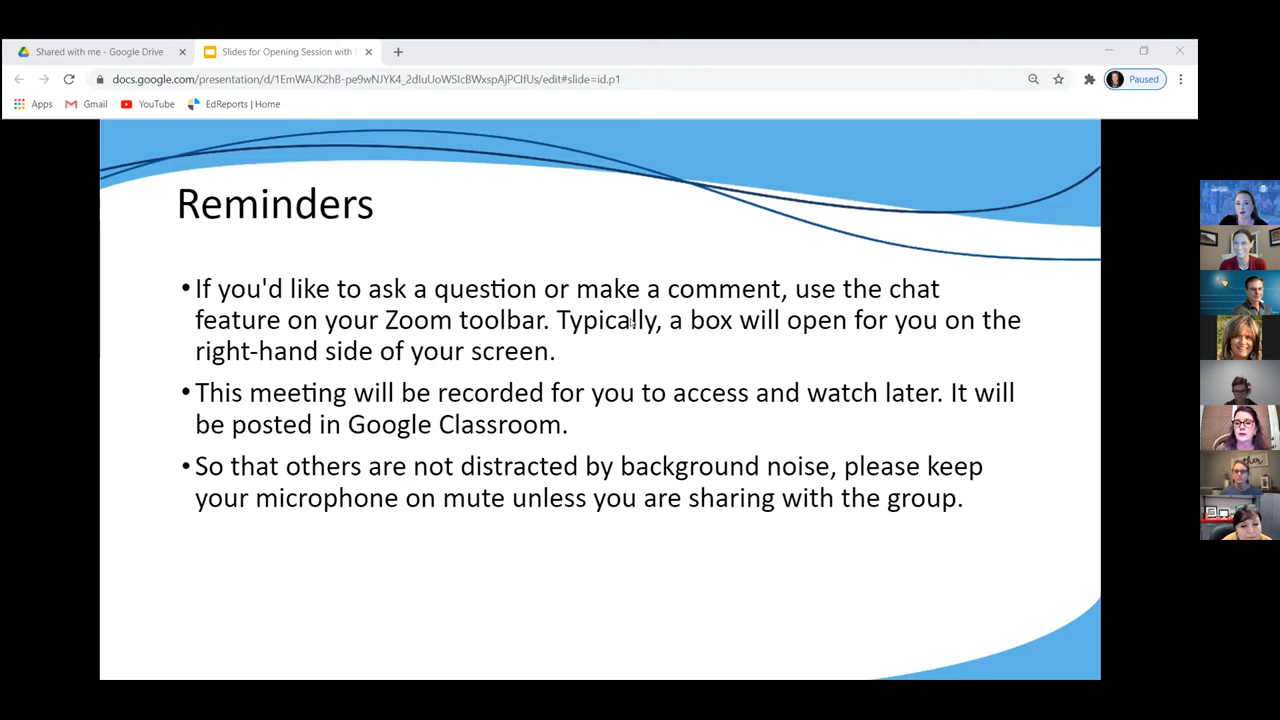 Shared with me - Google Drive
Slides for Opening Session with
docs.google.com/presentation/d/1EmWAJK2hB-pe9wNJYK4_2dIuUoWSIcBWxspAjPCIfUs/edit#slide=id.p1
Paused
Apps
Gmail
YouTube
EdReports | Home
Reminders
•If you'd like to ask a question or make a comment, use the chat
feature on your Zoom toolbar. Typically, a box will open for you on the
right-hand side of your screen.
•This meeting will be recorded for you to access and watch later. It will
be posted in Google Classroom.
•So that others are not distracted by background noise, please keep
your microphone on mute unless you are sharing with the group.